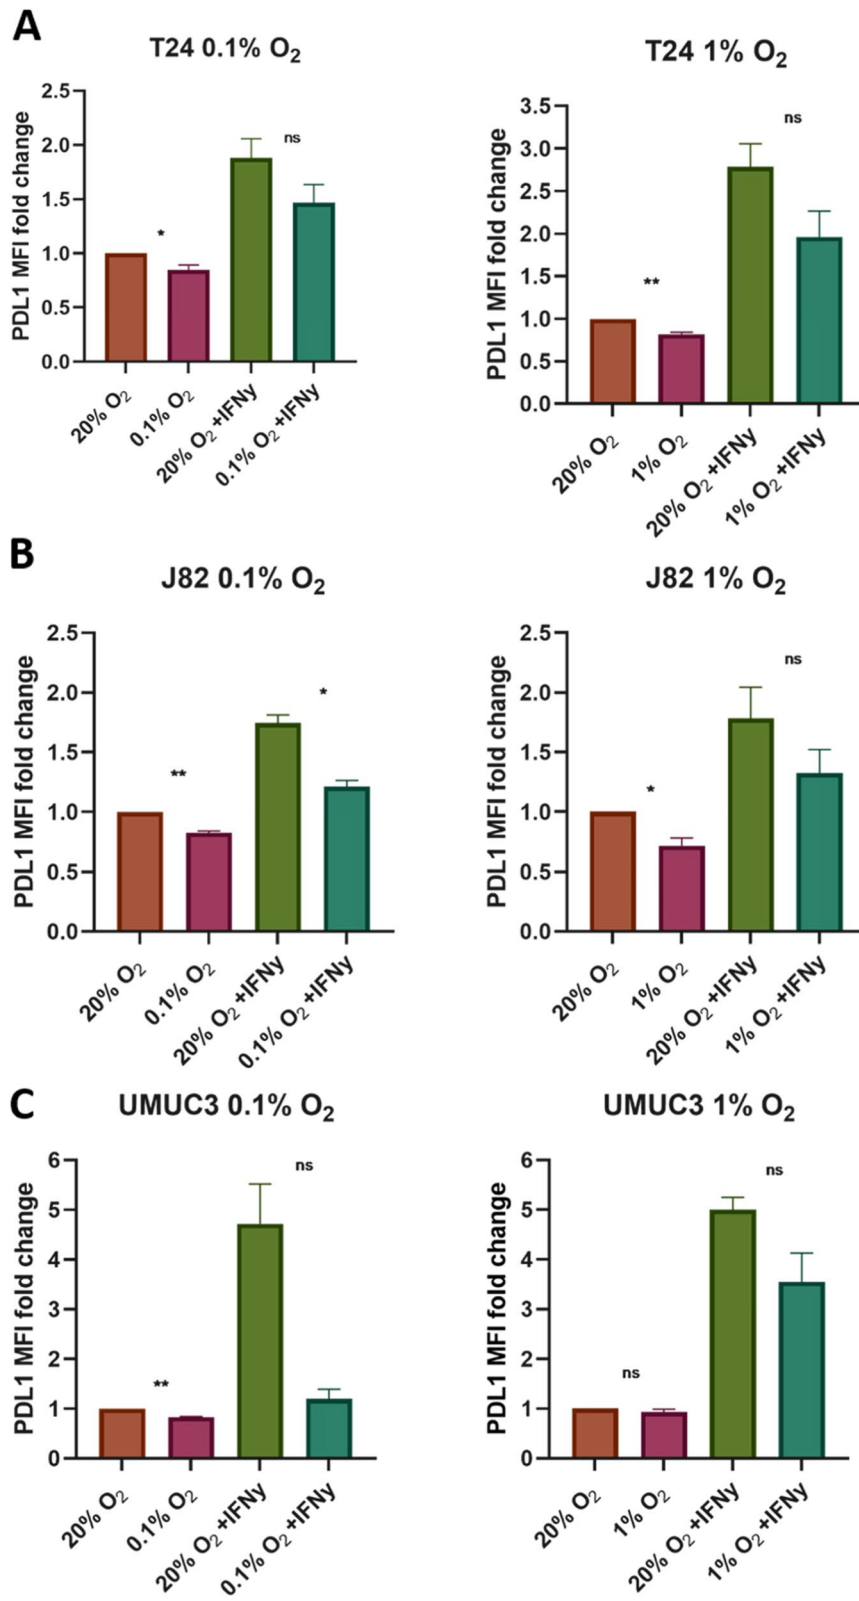 A
T24 0.1% O2
PDL1 MFI fold change
2.5
2.0
1.5
1.0
0.5
0.0
*
ns
20% O2
0.1% O2
20% O2 +IFNy
0.1% O2 +IFNy
T24 1% O2
PDL1 MFI fold change
3.5
3.0
2.5
2.0
1.5
1.0
0.5
0.0
**
ns
20% O2
1% O2
20% O2 +IFNy
1% O2 +IFNy
B
J82 0.1% O2
PDL1 MFI fold change
2.5
2.0
1.5
1.0
0.5
0.0
**
*
20% O2
0.1% O2
20% O2 +IFNy
0.1% O2 +IFNy
J82 1% O2
PDL1 MFI fold change
2.5
2.0
1.5
1.0
0.5
0.0
*
ns
20% O2
1% O2
20% O2 +IFNy
1% O2 +IFNy
C
UMUC3 0.1% O2
PDL1 MFI fold change
6
5
4
3
2
1
0
**
ns
20% O2
0.1% O2
20% O2 +IFNy
0.1% O2 +IFNy
UMUC3 1% O2
PDL1 MFI fold change
6
5
4
3
2
1
0
ns
ns
20% O2
1% O2
20% O2 +IFNy
1% O2 +IFNy